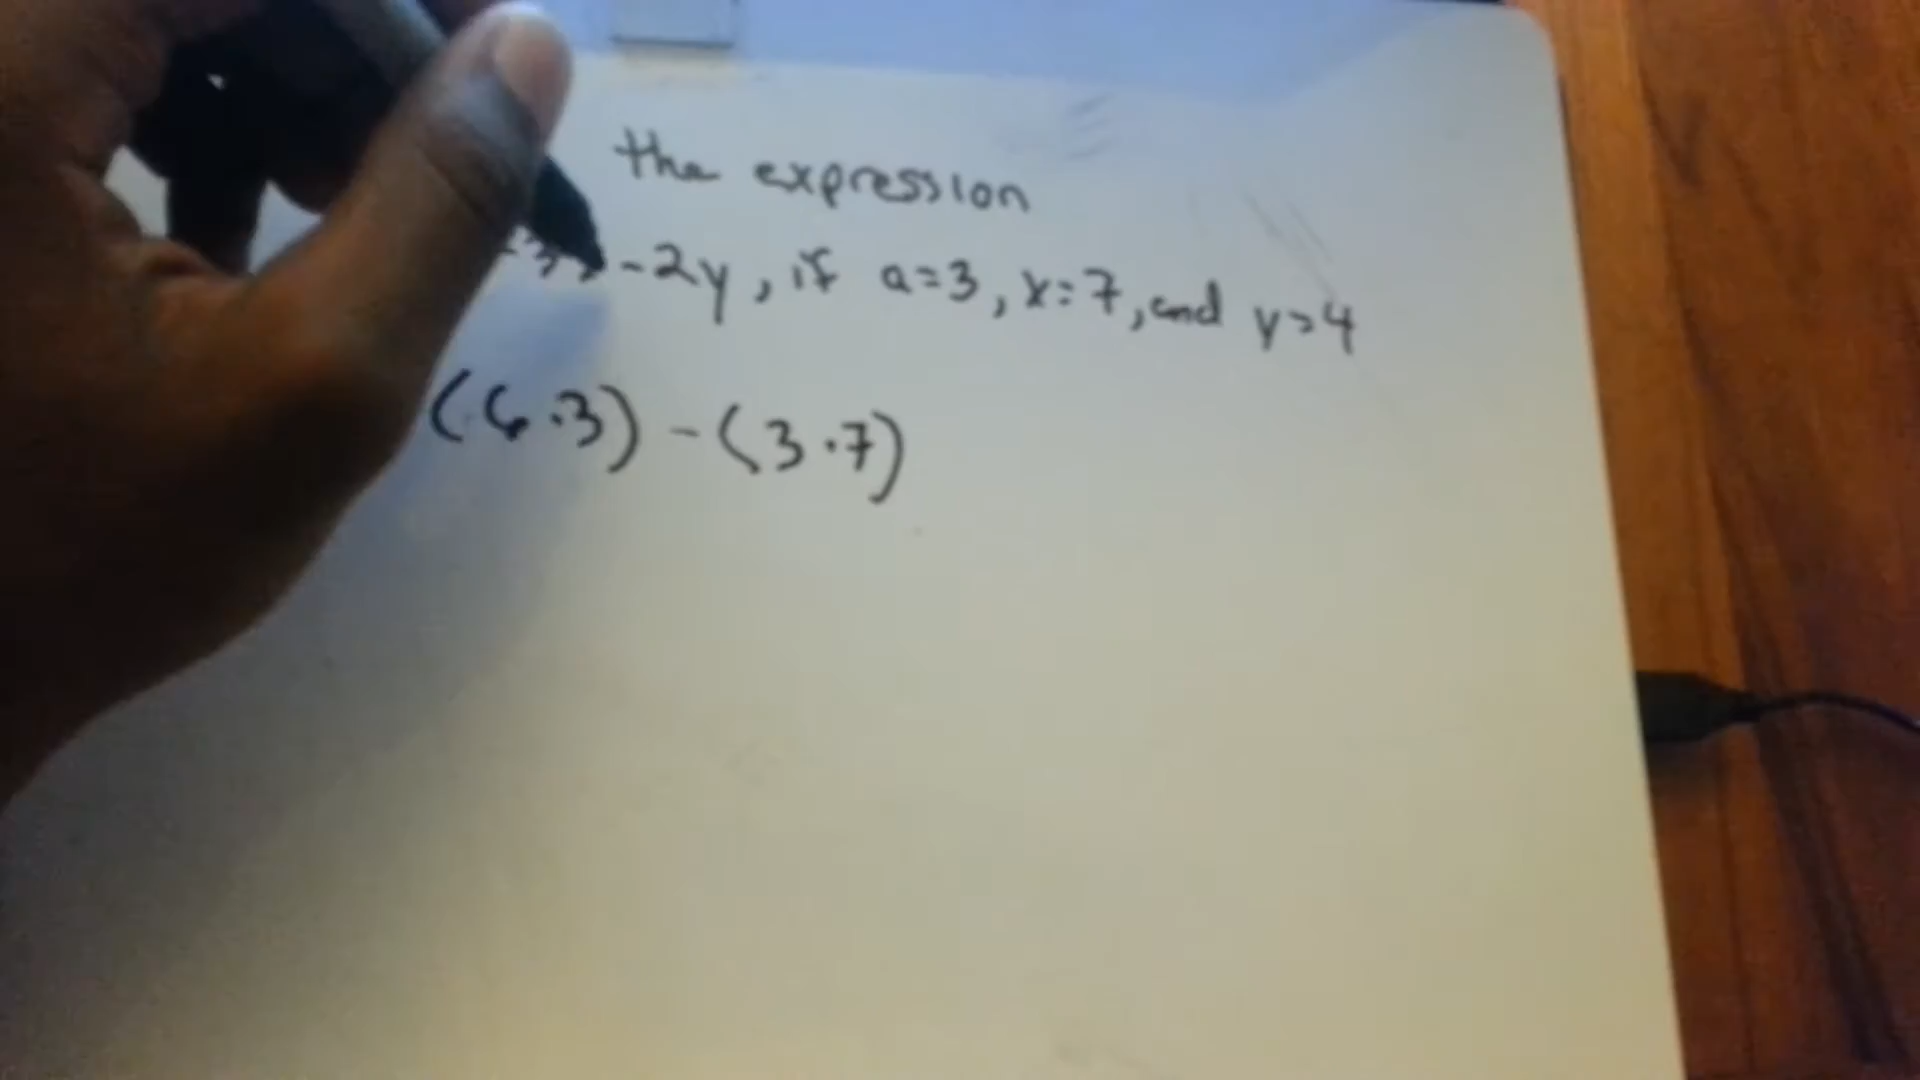 the expression
-2y, if a=3, x=7, and y=4
(6·3) - (3·7)